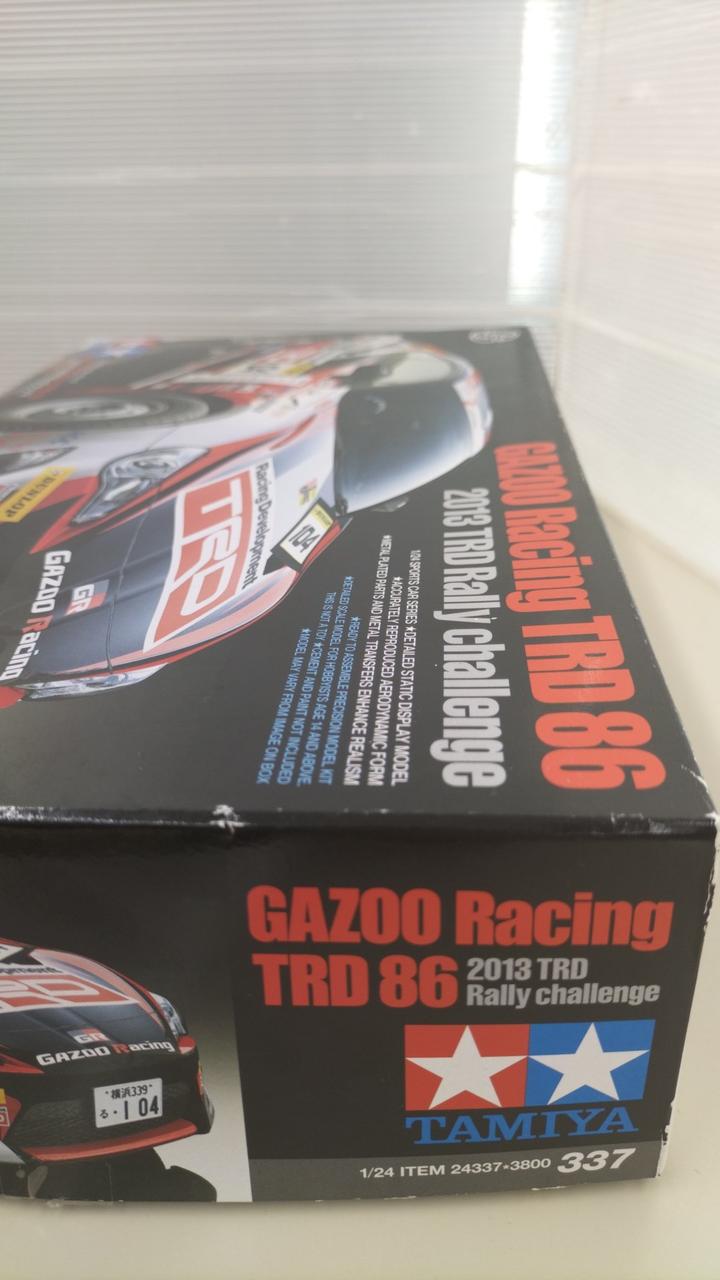 GAZOO Racing TRD 86
2013 TRD Rally challenge
1/24 SPORTS CAR SERIES ★DETAILED STATIC DISPLAY MODEL
★ACCURATELY REPRODUCED AERODYNAMIC FORM
★METAL PLATED PARTS AND METAL TRANSFERS ENHANCE REALISM
★READY TO ASSEMBLE PRECISION MODEL KIT
★DETAILED SCALE MODEL FOR HOBBYISTS AGE 14 AND ABOVE.
THIS IS NOT A TOY. ★CEMENT AND PAINT NOT INCLUDED
★MODEL MAY VARY FROM IMAGE ON BOX
104
Racing Development
TRD
DUNLOP
GR
GAZOO Racing
GAZOO Racing
TRD 86
2013 TRD
Rally challenge
TAMIYA
1/24 ITEM 24337★3800 337
GR
GAZOO Racing
横浜339
る・104